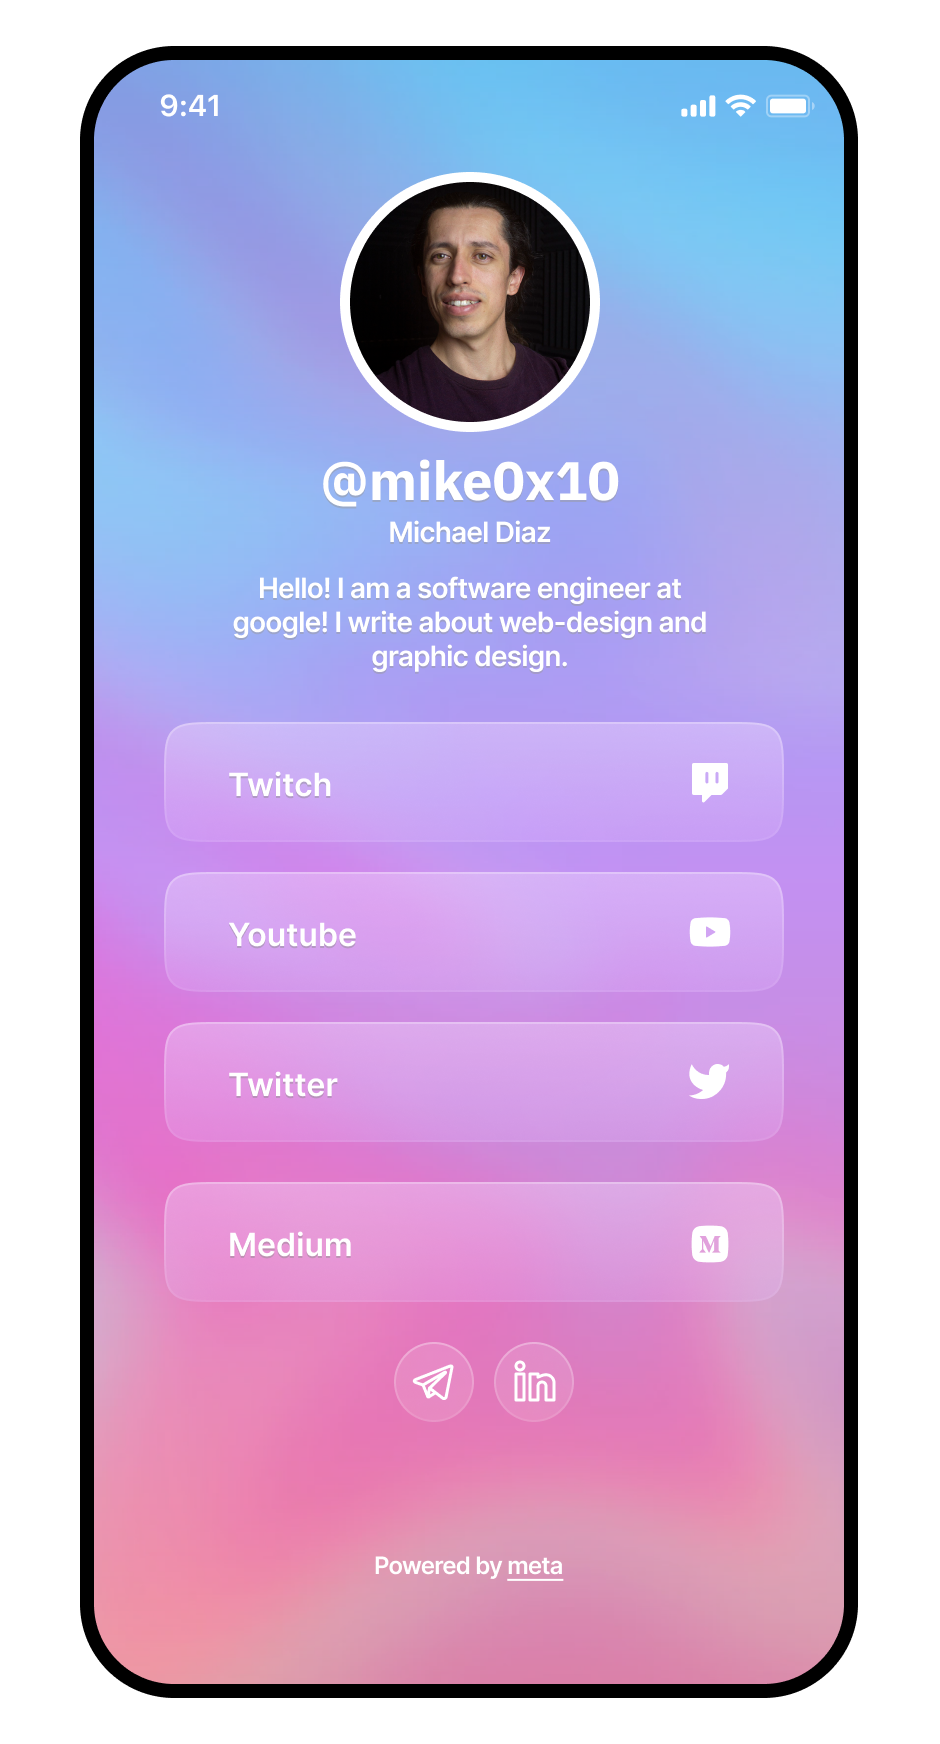 9:41
@mike0x10
Michael Diaz
Hello! I am a software engineer at
google! I write about web-design and
graphic design.
Twitch
Youtube
Twitter
Medium
M
in
Powered by meta